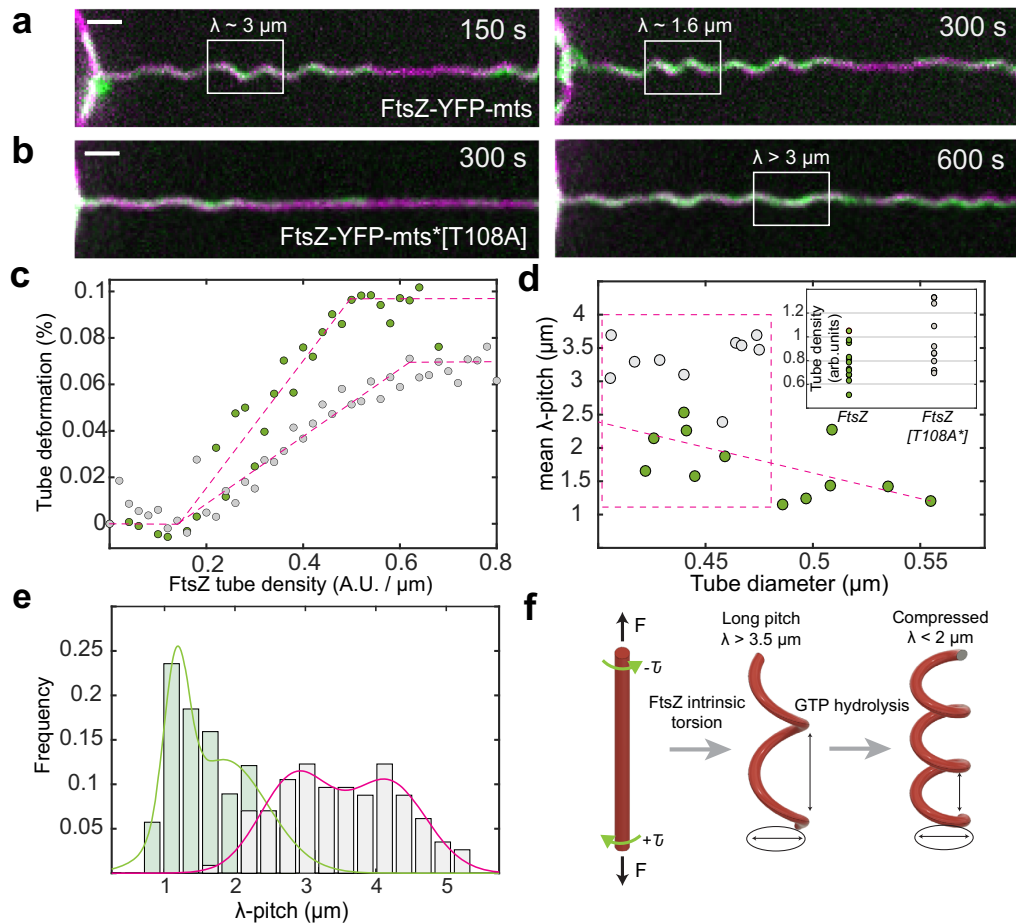 a
150 s
λ ~ 3 µm
FtsZ-YFP-mts
300 s
λ ~ 1.6 µm
b
300 s
FtsZ-YFP-mts*[T108A]
600 s
λ > 3 µm
c
Tube deformation (%)
0.1
0.08
0.06
0.04
0.02
0
0.2
0.4
0.6
0.8
FtsZ tube density (A.U. / µm)
d
mean λ-pitch (µm)
4
3.5
3
2.5
2
1.5
1
0.45
0.5
0.55
Tube diameter (µm)
Tube density
(arb.units)
1.2
1
0.8
0.6
FtsZ
FtsZ
[T108A*]
e
Frequency
0.25
0.2
0.15
0.1
0.05
1
2
3
4
5
λ-pitch (µm)
f
F
-τ
+τ
F
FtsZ intrinsic
torsion
Long pitch
λ > 3.5 µm
GTP hydrolysis
Compressed
λ < 2 µm